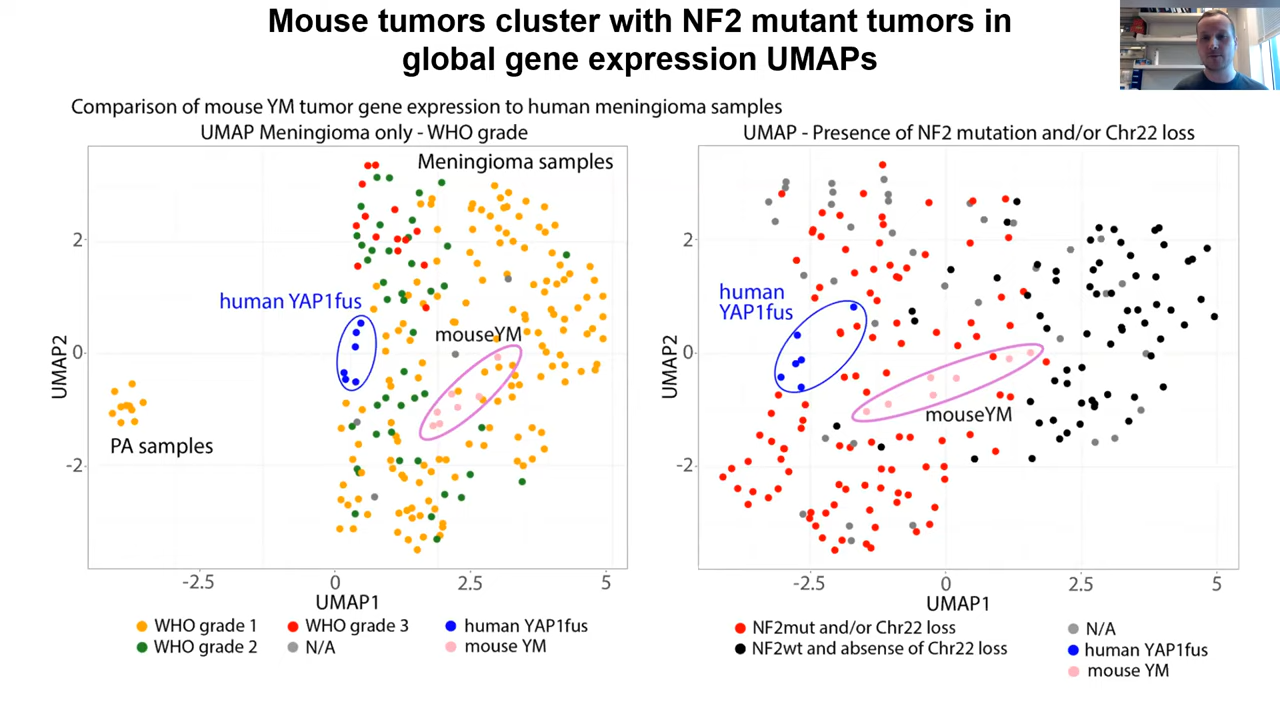 Mouse tumors cluster with NF2 mutant tumors in
global gene expression UMAPs
Comparison of mouse YM tumor gene expression to human meningioma samples
UMAP Meningioma only - WHO grade
Meningioma samples
human YAP1fus
mouseYM
PA samples
UMAP2
2
0
-2
-2.5
0
2.5
5
UMAP1
WHO grade 1
WHO grade 3
human YAP1fus
WHO grade 2
N/A
mouse YM
UMAP - Presence of NF2 mutation and/or Chr22 loss
human
YAP1fus
mouseYM
UMAP2
2
0
-2
-2.5
0
2.5
5
UMAP1
NF2mut and/or Chr22 loss
N/A
NF2wt and absense of Chr22 loss
human YAP1fus
mouse YM